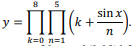 y = ∏_{k=0}^{8} ∏_{n=1}^{5} (k + sin x / n).